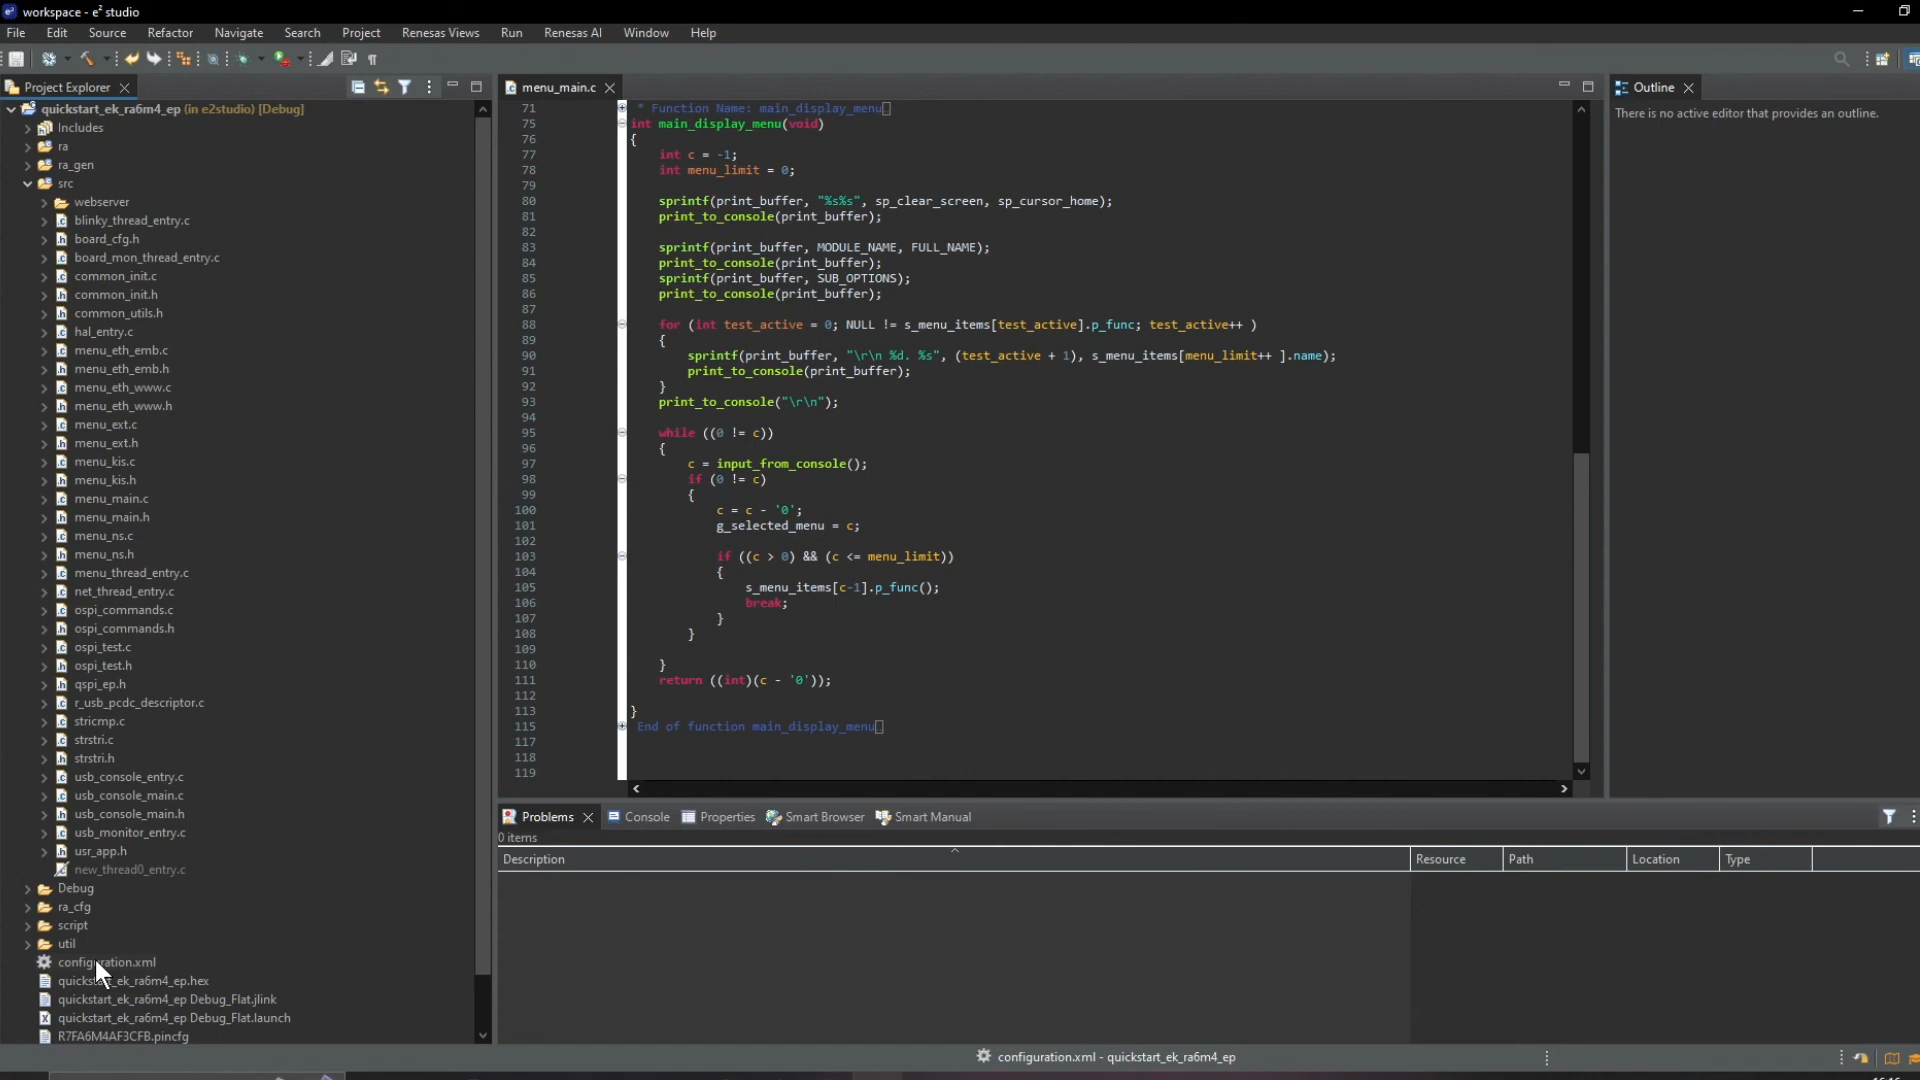 workspace - e² studio
File Edit Source Refactor Navigate Search Project Renesas Views Run Renesas AI Window Help
Project Explorer
quickstart_ek_ra6m4_ep (in e2studio) [Debug]
Includes
ra
ra_gen
src
webserver
blinky_thread_entry.c
board_cfg.h
board_mon_thread_entry.c
common_init.c
common_init.h
common_utils.h
hal_entry.c
menu_eth_emb.c
menu_eth_emb.h
menu_eth_www.c
menu_eth_www.h
menu_ext.c
menu_ext.h
menu_kis.c
menu_kis.h
menu_main.c
menu_main.h
menu_ns.c
menu_ns.h
menu_thread_entry.c
net_thread_entry.c
ospi_commands.c
ospi_commands.h
ospi_test.c
ospi_test.h
qspi_ep.h
r_usb_pcdc_descriptor.c
stricmp.c
strstri.c
strstri.h
usb_console_entry.c
usb_console_main.c
usb_console_main.h
usb_monitor_entry.c
usr_app.h
new_thread0_entry.c
Debug
ra_cfg
script
util
configuration.xml
quickstart_ek_ra6m4_ep.hex
quickstart_ek_ra6m4_ep Debug_Flat.jlink
quickstart_ek_ra6m4_ep Debug_Flat.launch
R7FA6M4AF3CFB.pincfg
menu_main.c
71 * Function Name: main_display_menu
75 int main_display_menu(void)
76 {
77 int c = -1;
78 int menu_limit = 0;
79
80 sprintf(print_buffer, "%s%s", sp_clear_screen, sp_cursor_home);
81 print_to_console(print_buffer);
82
83 sprintf(print_buffer, MODULE_NAME, FULL_NAME);
84 print_to_console(print_buffer);
85 sprintf(print_buffer, SUB_OPTIONS);
86 print_to_console(print_buffer);
87
88 for (int test_active = 0; NULL != s_menu_items[test_active].p_func; test_active++ )
89 {
90 sprintf(print_buffer, "\r\n %d. %s", (test_active + 1), s_menu_items[menu_limit++ ].name);
91 print_to_console(print_buffer);
92 }
93 print_to_console("\r\n");
94
95 while ((0 != c))
96 {
97 c = input_from_console();
98 if (0 != c)
99 {
100 c = c - '0';
101 g_selected_menu = c;
102
103 if ((c > 0) && (c <= menu_limit))
104 {
105 s_menu_items[c-1].p_func();
106 break;
107 }
108 }
109
110 }
111 return ((int)(c - '0'));
112
113 }
115 End of function main_display_menu
117
118
119
Outline
There is no active editor that provides an outline.
Problems Console Properties Smart Browser Smart Manual
0 items
Description Resource Path Location Type
configuration.xml - quickstart_ek_ra6m4_ep